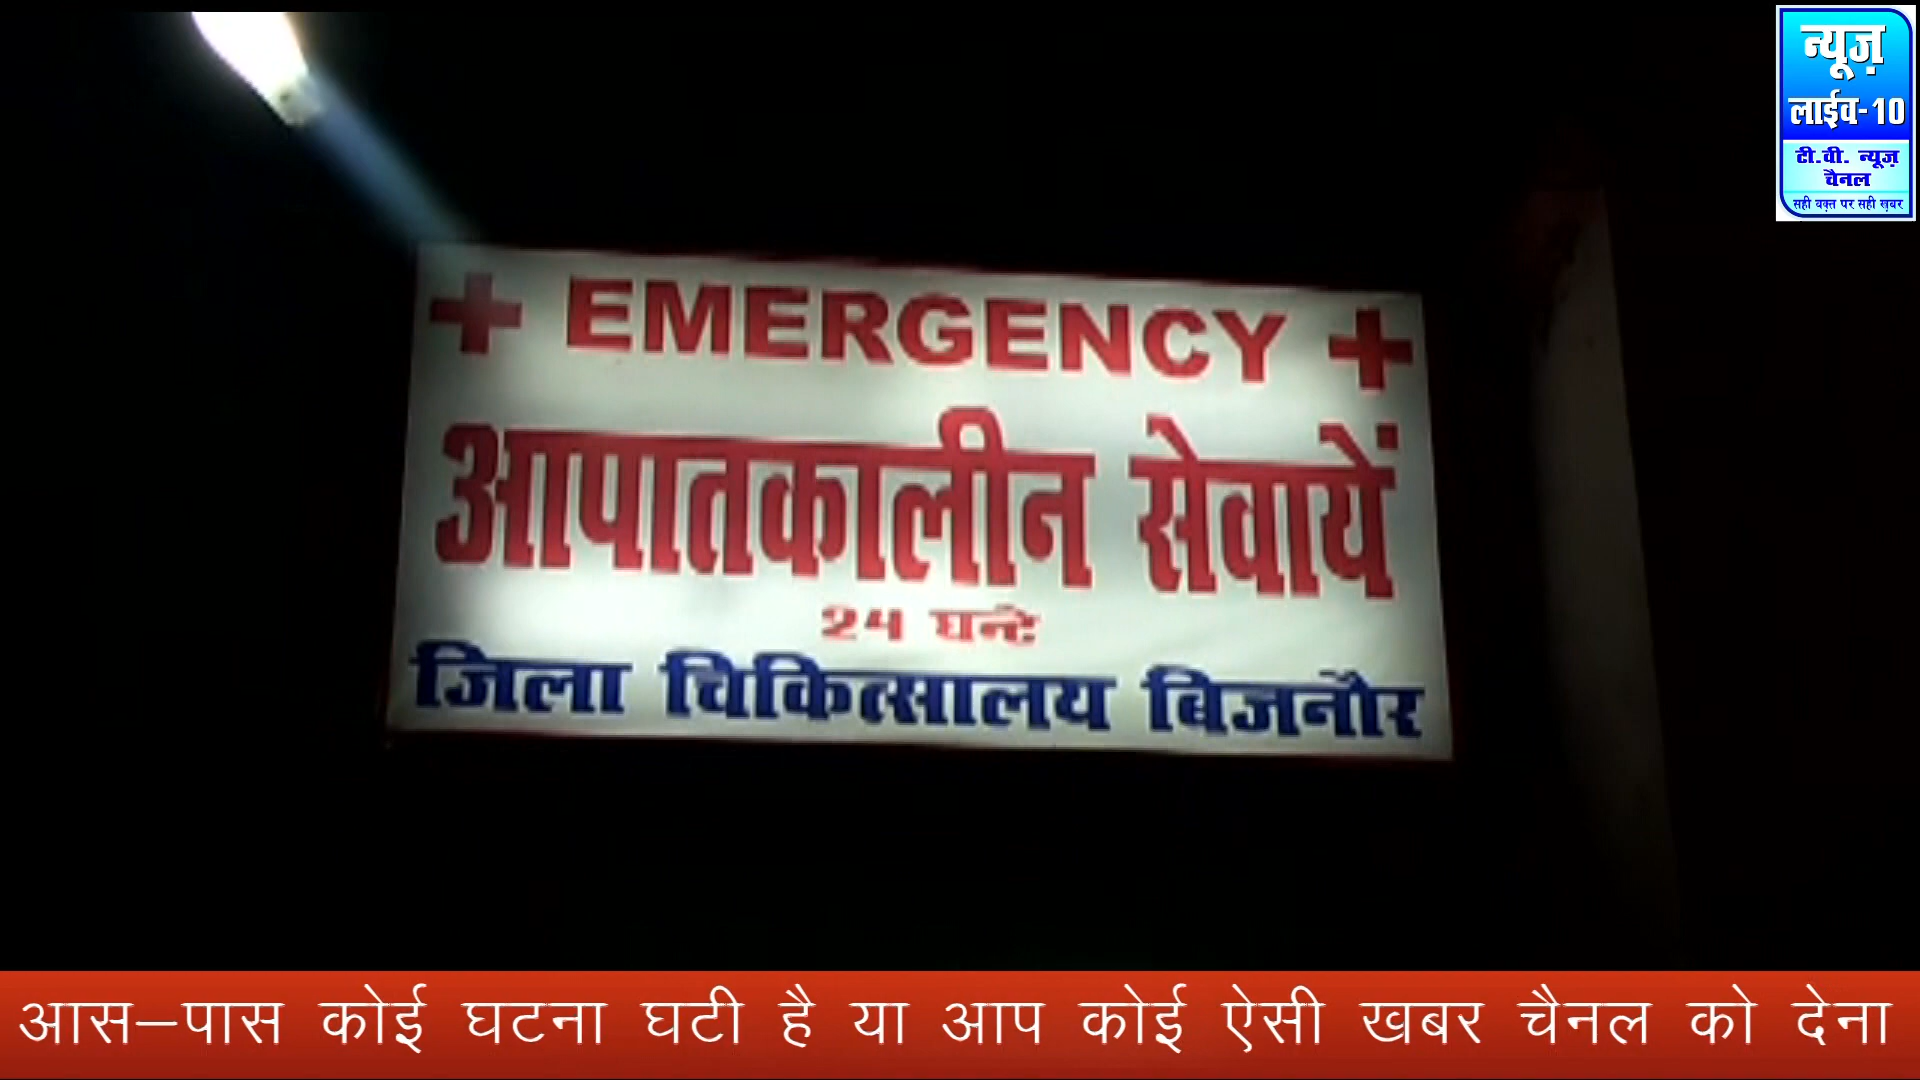 न्यूज़
लाईव-10
टी.वी. न्यूज़
चैनल
सही वक़्त पर सही ख़बर
+ EMERGENCY +
आपातकालीन सेवायें
24 घन्टे
जिला चिकित्सालय बिजनौर
आस-पास कोई घटना घटी है या आप कोई ऐसी खबर चैनल को देना